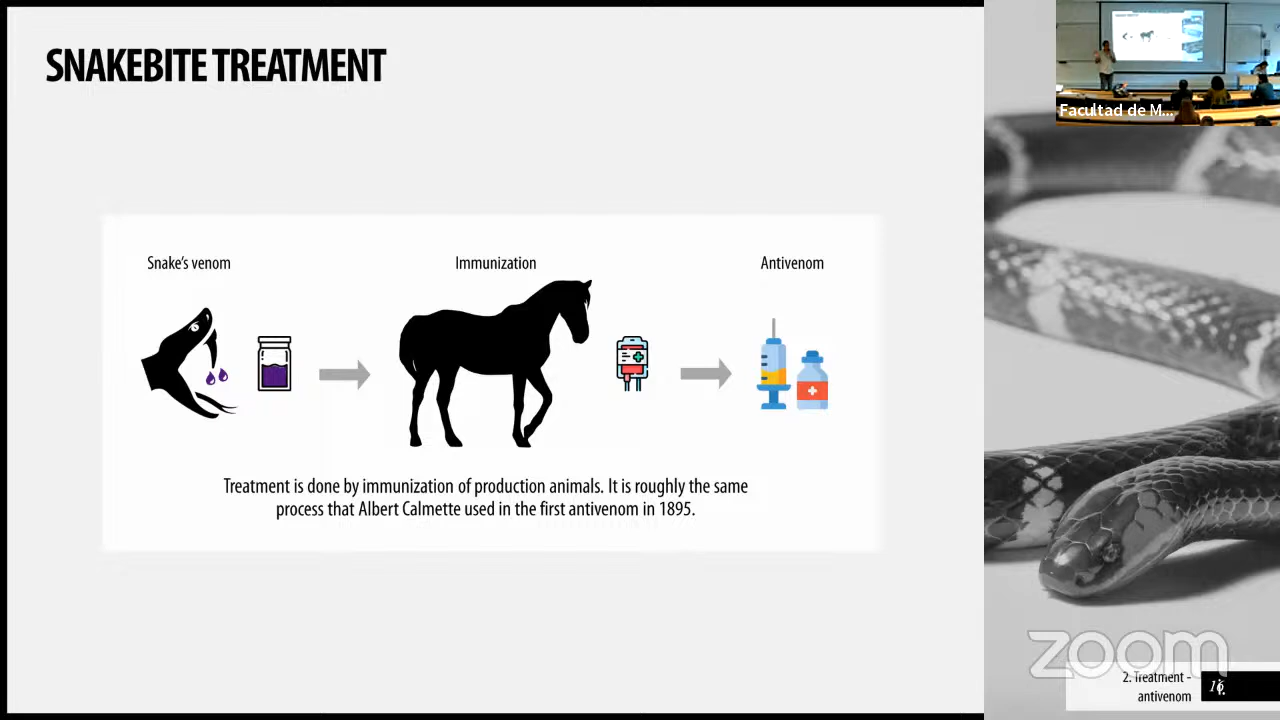 SNAKEBITE TREATMENT
Facultad de M...
Snake's venom
Immunization
Antivenom
Treatment is done by immunization of production animals. It is roughly the same
process that Albert Calmette used in the first antivenom in 1895.
zoom
2. Treatment -
antivenom